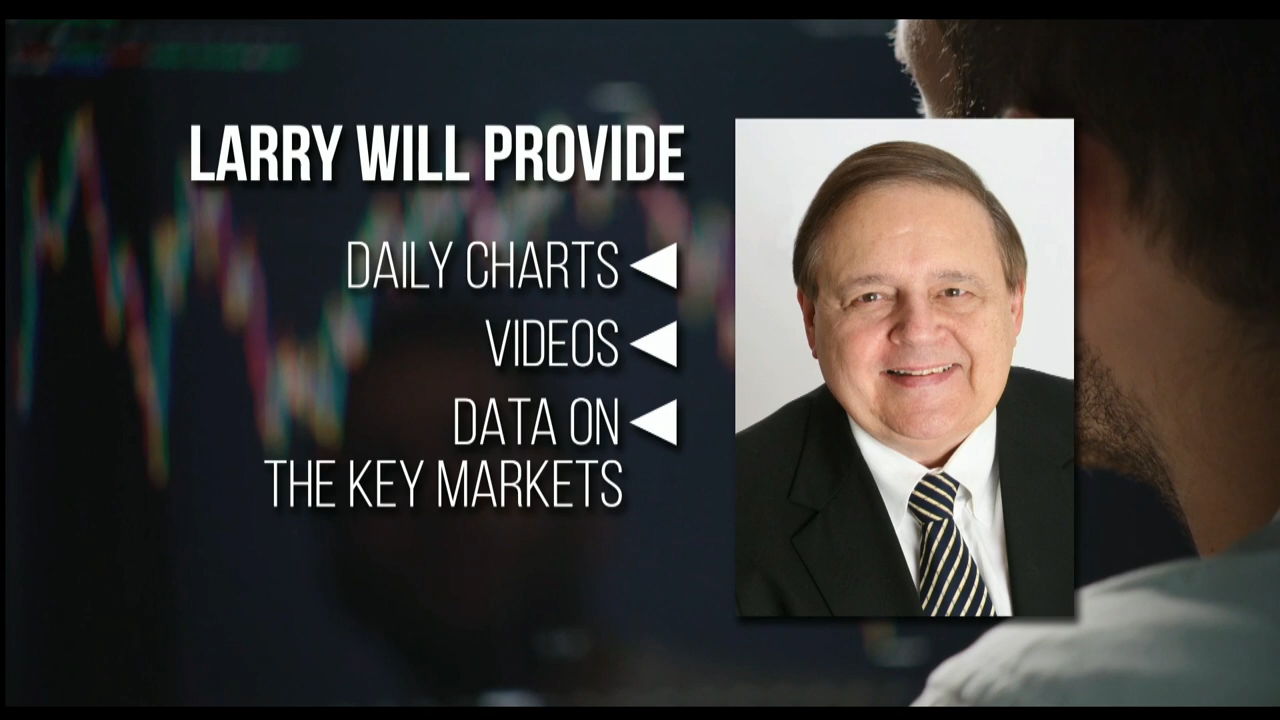 LARRY WILL PROVIDE
DAILY CHARTS
VIDEOS
DATA ON
THE KEY MARKETS